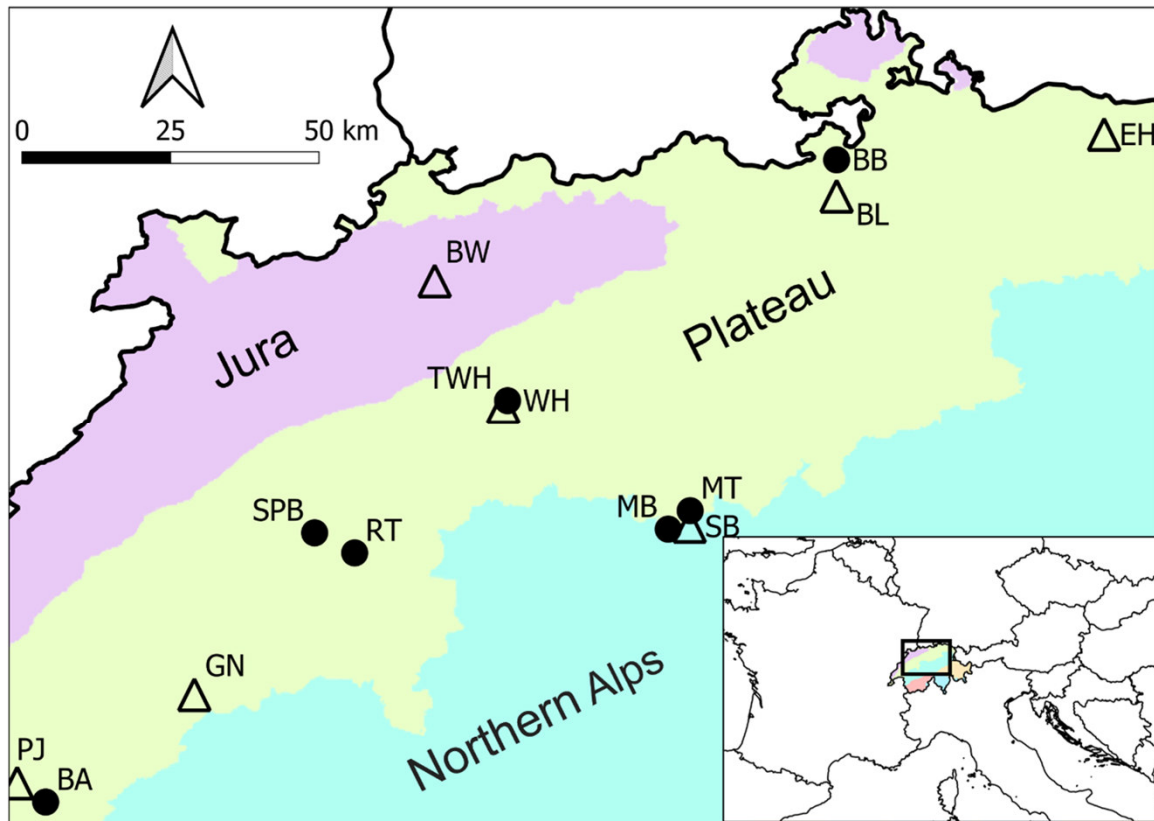 0 25 50 km
BB
EH
BL
BW
Plateau
Jura
TWH
WH
MT
MB
SB
SPB
RT
GN
Northern Alps
PJ
BA